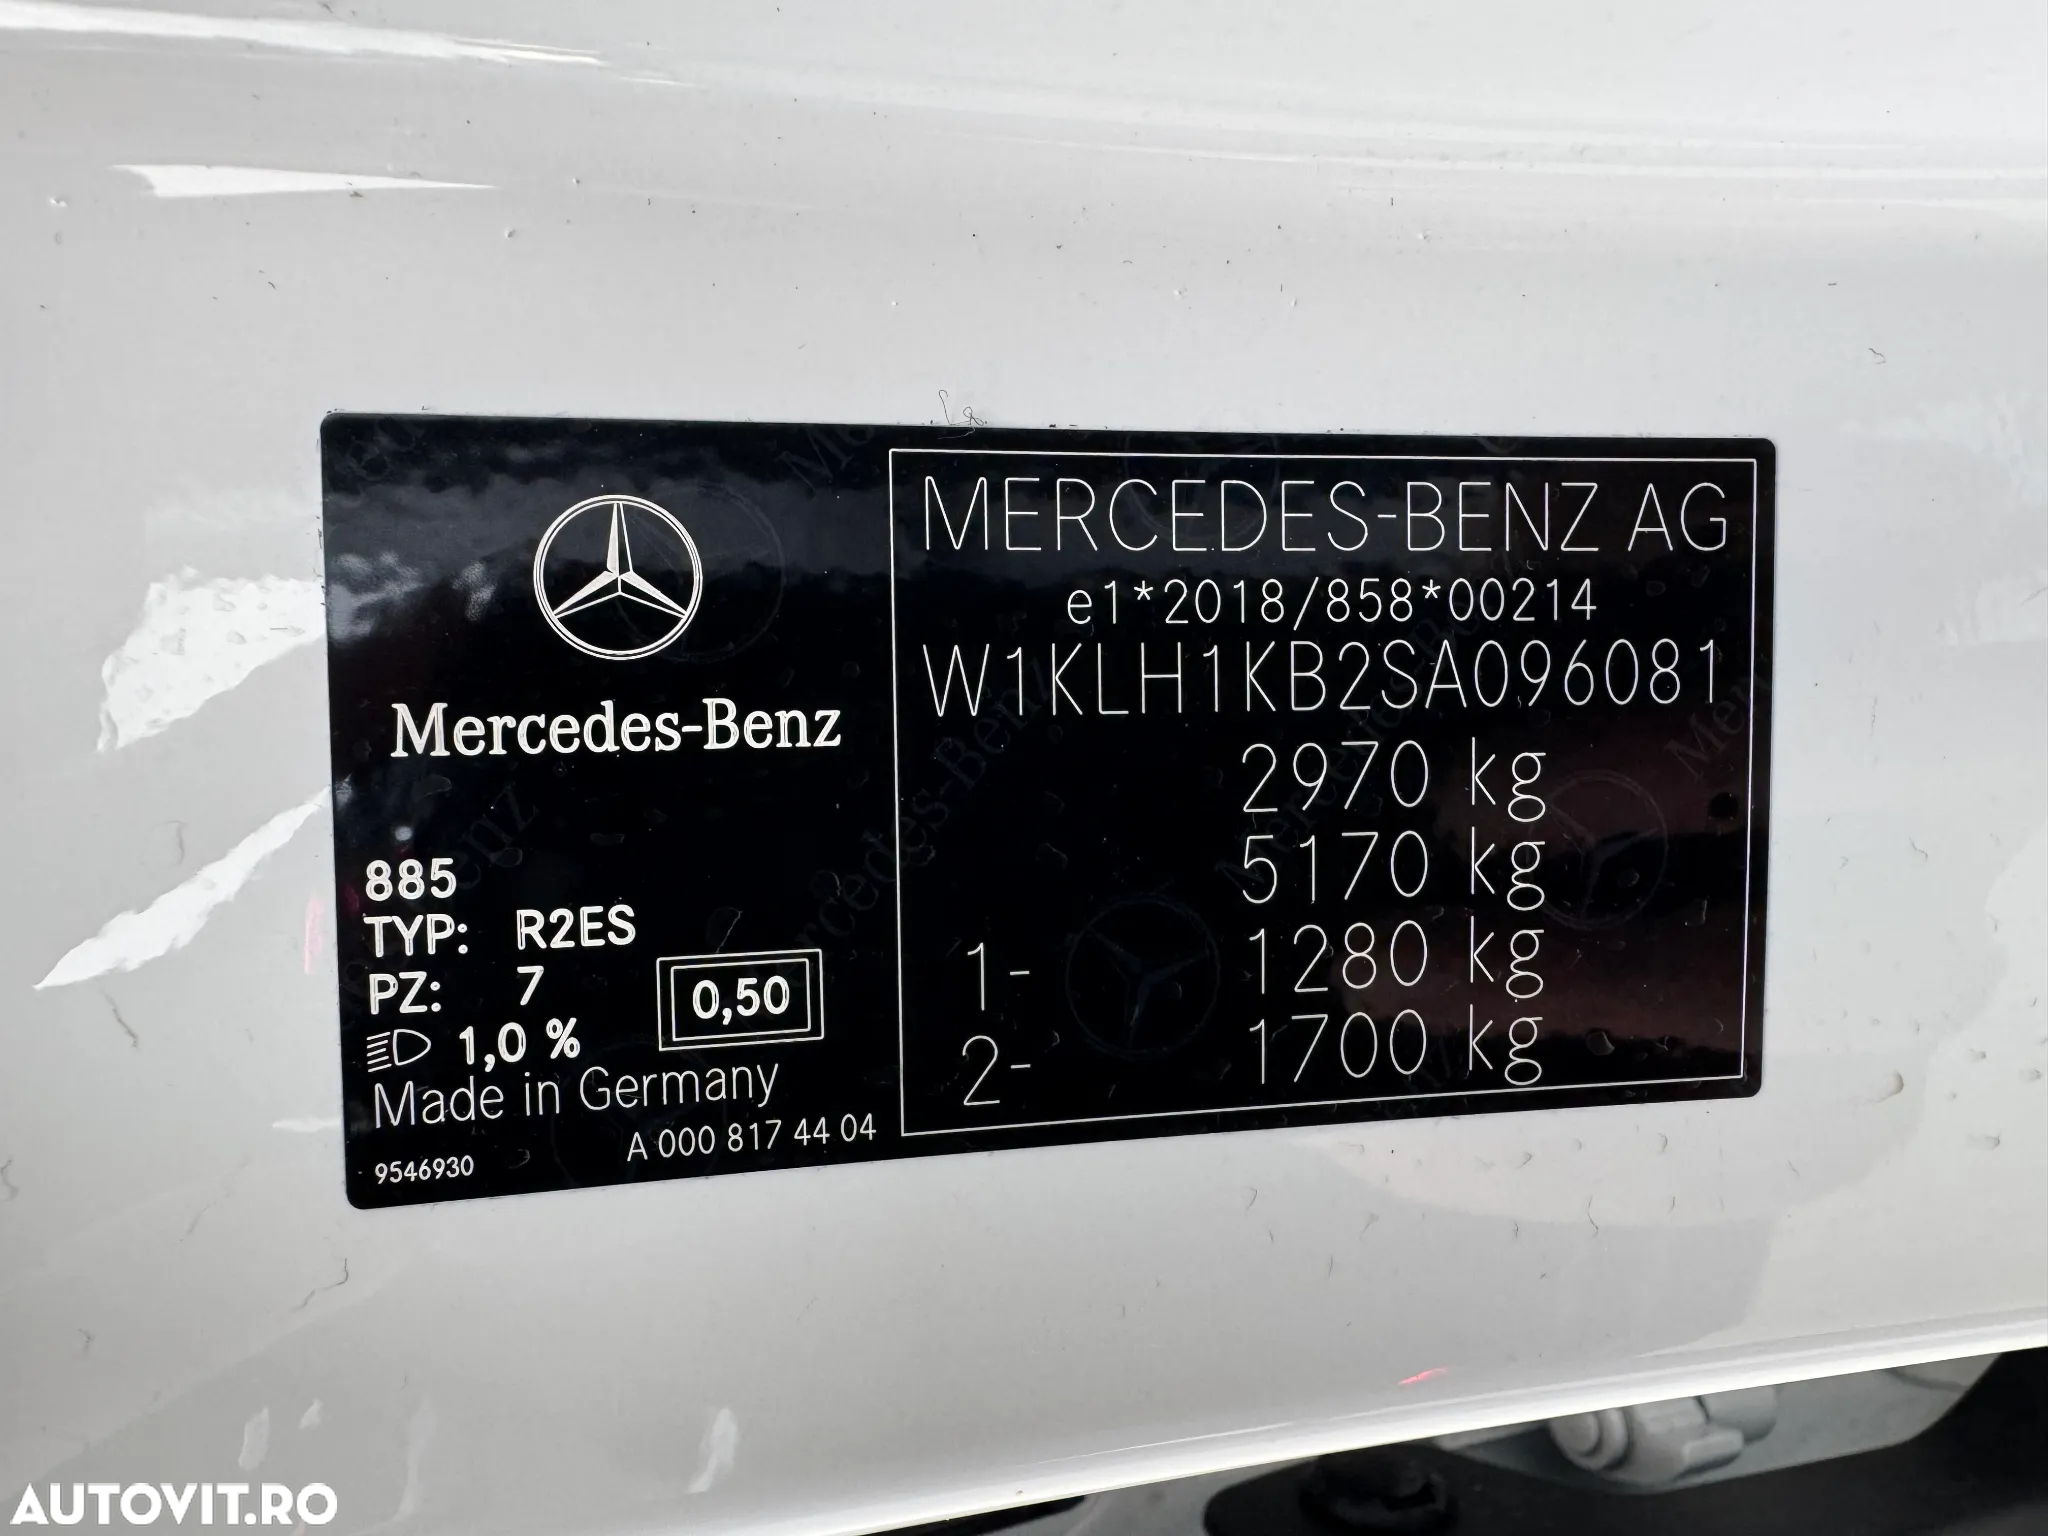 Mercedes-Benz
885
TYP: R2ES
PZ: 7
1,0 %
0,50
Made in Germany
A 000 817 44 04
9546930
MERCEDES-BENZ AG
e1*2018/858*00214
W1KLH1KB2SA096081
2970 kg
5170 kg
1- 1280 kg
2- 1700 kg
AUTOVIT.RO